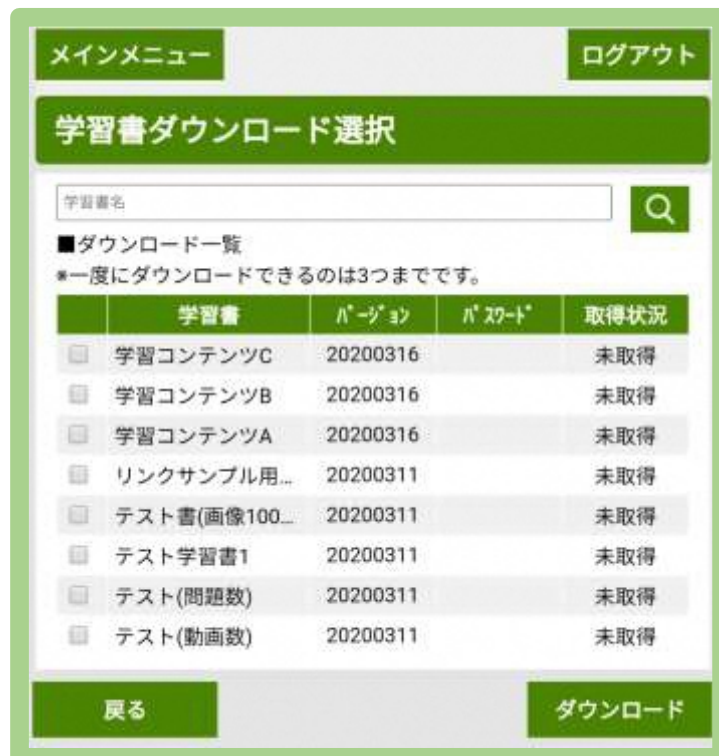 メインメニュー ログアウト
学習書ダウンロード選択
学習書名
■ダウンロード一覧
※一度にダウンロードできるのは3つまでです。
学習書 ﾊﾞｰｼﾞｮﾝ ﾊﾟｽﾜｰﾄﾞ 取得状況
学習コンテンツC 20200316 未取得
学習コンテンツB 20200316 未取得
学習コンテンツA 20200316 未取得
リンクサンプル用... 20200311 未取得
テスト書(画像100... 20200311 未取得
テスト学習書1 20200311 未取得
テスト(問題数) 20200311 未取得
テスト(動画数) 20200311 未取得
戻る ダウンロード